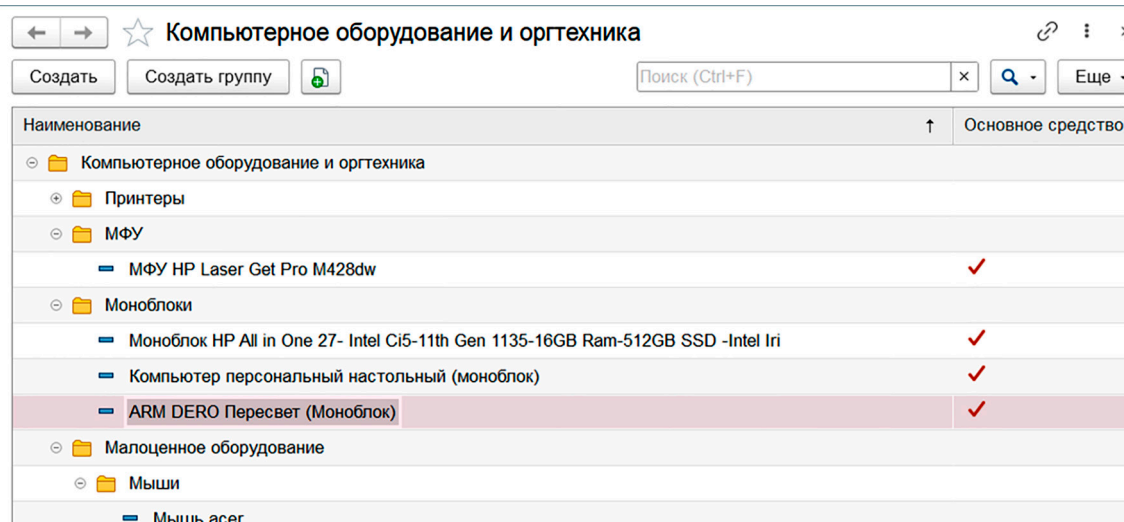 Компьютерное оборудование и оргтехника
Создать Создать группу Поиск (Ctrl+F) × Еще
Наименование ↑ Основное средство
Компьютерное оборудование и оргтехника
Принтеры
МФУ
МФУ HP Laser Get Pro M428dw
Моноблоки
Моноблок HP All in One 27- Intel Ci5-11th Gen 1135-16GB Ram-512GB SSD -Intel Iri
Компьютер персональный настольный (моноблок)
ARM DERO Пересвет (Моноблок)
Малоценное оборудование
Мыши
Мышь acer